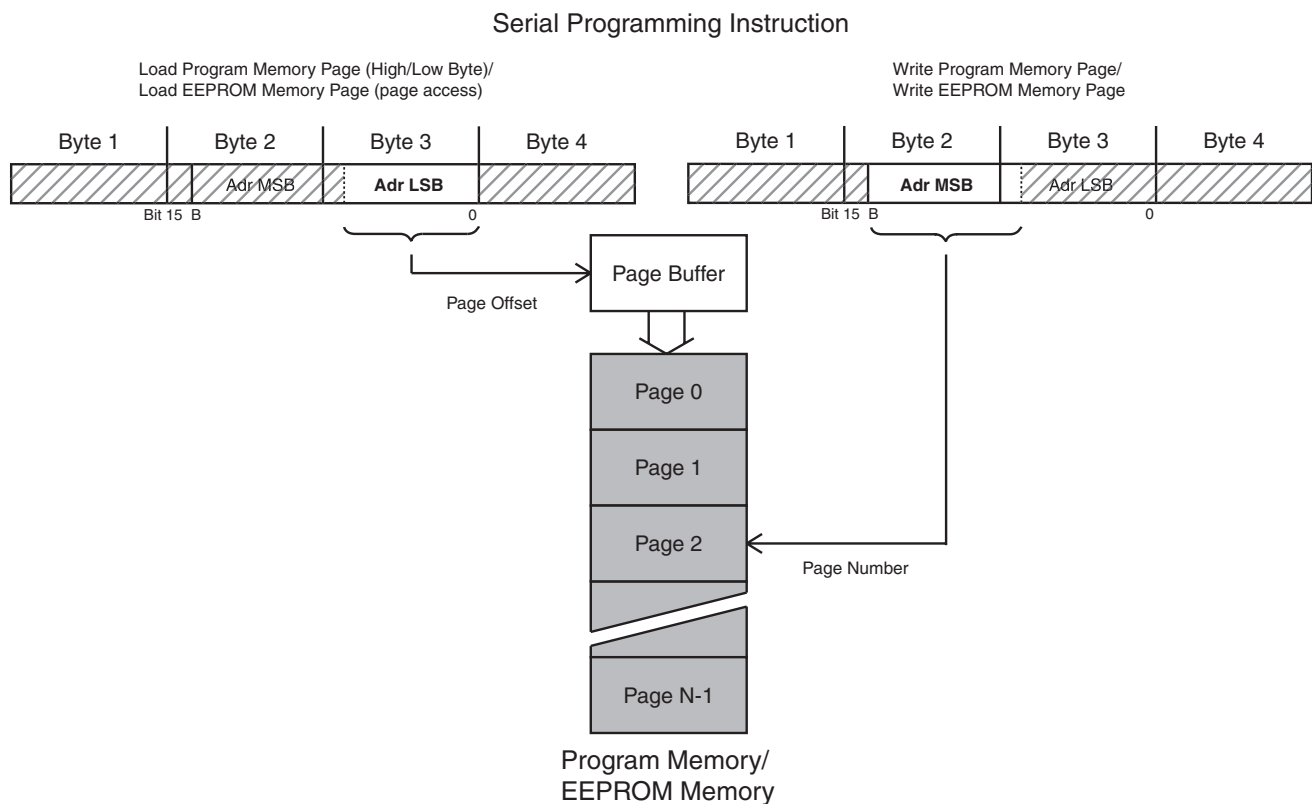 Serial Programming Instruction
Load Program Memory Page (High/Low Byte)/
Load EEPROM Memory Page (page access)
Write Program Memory Page/
Write EEPROM Memory Page
Byte 1 Byte 2 Byte 3 Byte 4
Adr MSB Adr LSB
Bit 15 B 0
Byte 1 Byte 2 Byte 3 Byte 4
Adr MSB Adr LSB
Bit 15 B 0
Page Buffer
Page Offset
Page 0
Page 1
Page 2
Page Number
Page N-1
Program Memory/
EEPROM Memory